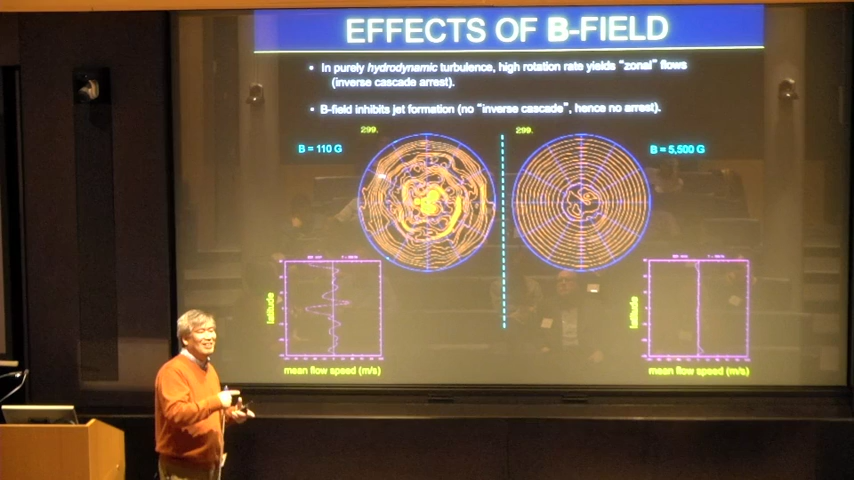 EFFECTS OF B-FIELD
• In purely hydrodynamic turbulence, high rotation rate yields “zonal” flows
(inverse cascade arrest).
• B-field inhibits jet formation (no “inverse cascade”, hence no arrest).
299.
299.
B = 110 G
B = 5,500 G
latitude
latitude
mean flow speed (m/s)
mean flow speed (m/s)